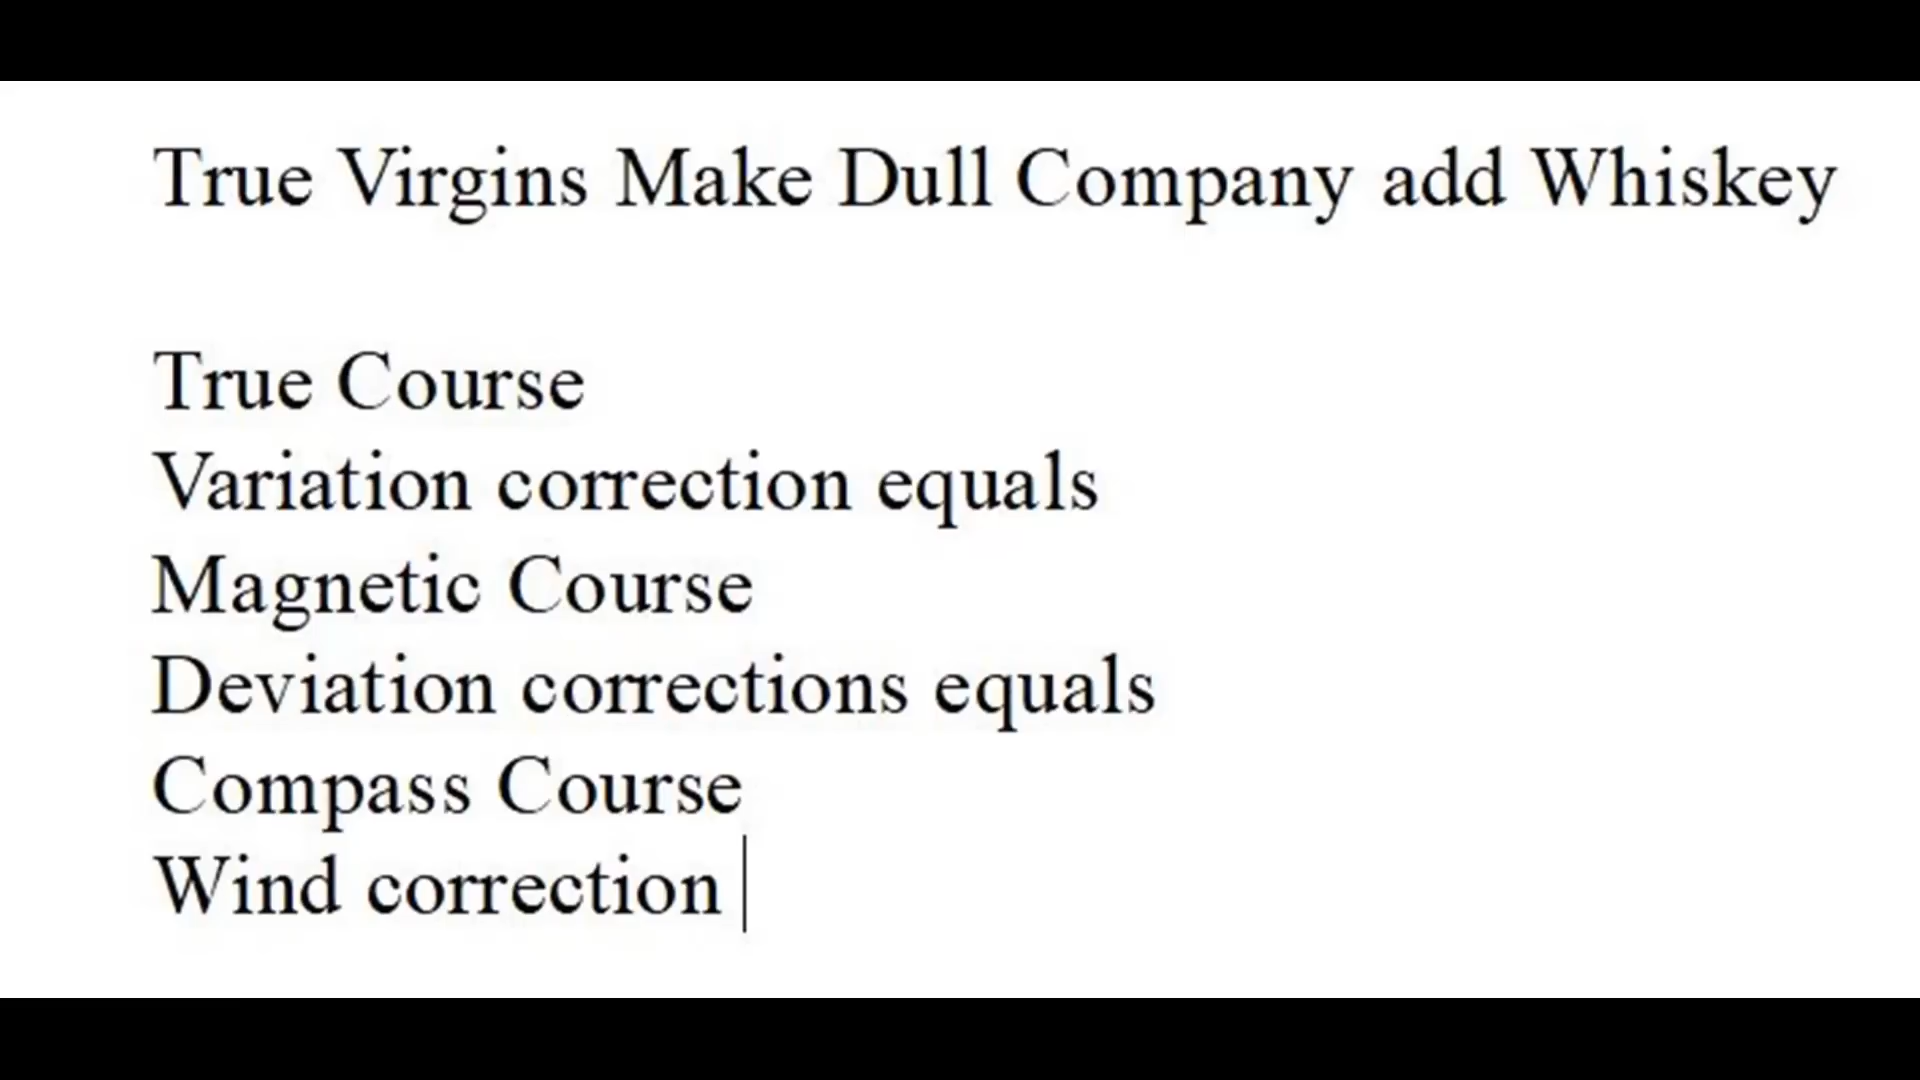 True Virgins Make Dull Company add Whiskey
True Course
Variation correction equals
Magnetic Course
Deviation corrections equals
Compass Course
Wind correction